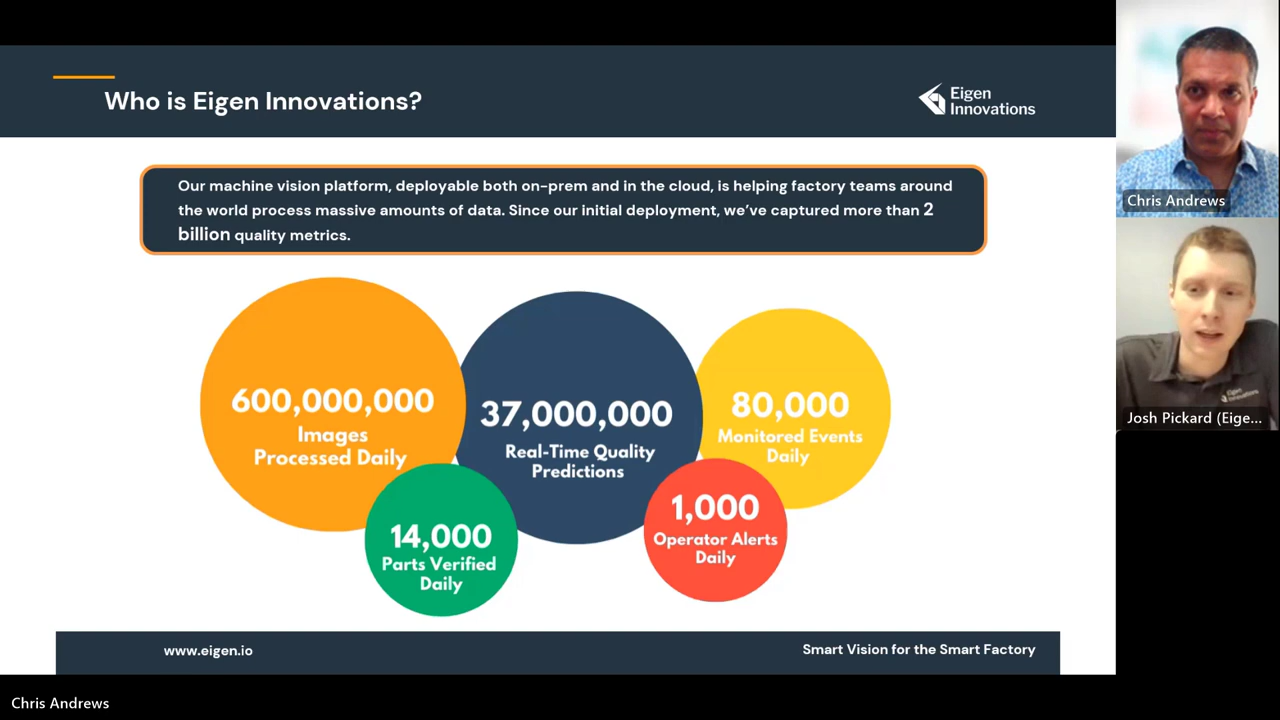 Who is Eigen Innovations?
Eigen
Innovations
Our machine vision platform, deployable both on-prem and in the cloud, is helping factory teams around
the world process massive amounts of data. Since our initial deployment, we’ve captured more than 2
billion quality metrics.
600,000,000
Images
Processed Daily
37,000,000
Real-Time Quality
Predictions
80,000
Monitored Events
Daily
14,000
Parts Verified
Daily
1,000
Operator Alerts
Daily
www.eigen.io
Smart Vision for the Smart Factory
Chris Andrews
Eigen
Innovations
Josh Pickard (Eige...
Chris Andrews